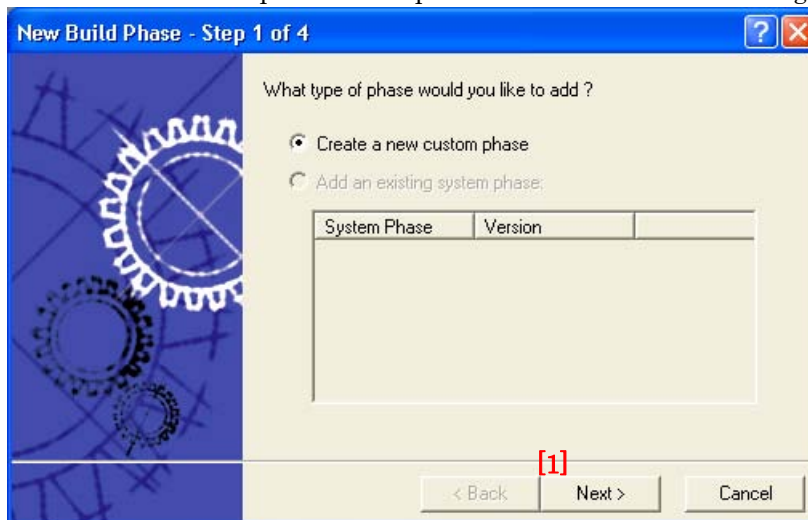 New Build Phase - Step 1 of 4
What type of phase would you like to add ?
Create a new custom phase
Add an existing system phase:
System Phase Version
[1]
< Back Next > Cancel